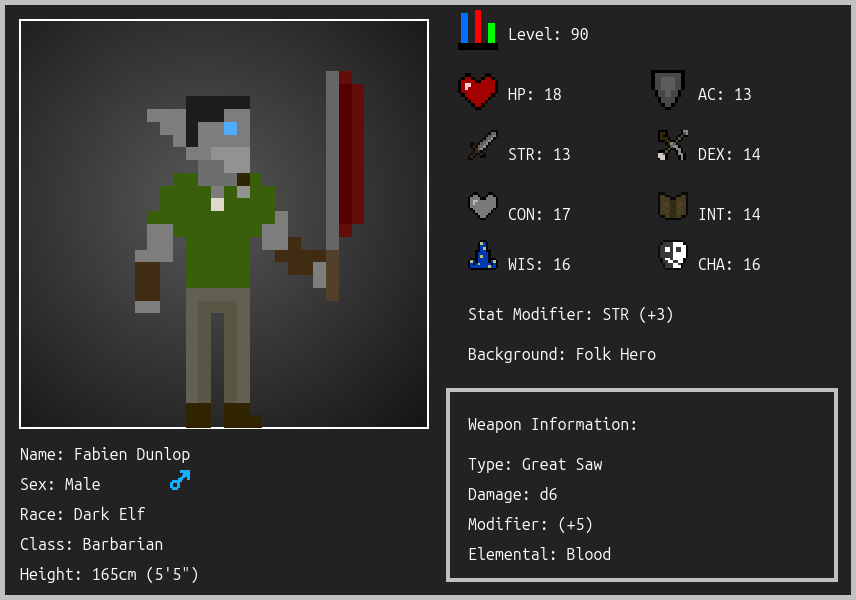 Level: 90
HP: 18
AC: 13
STR: 13
DEX: 14
CON: 17
INT: 14
WIS: 16
CHA: 16
Stat Modifier: STR (+3)
Background: Folk Hero
Weapon Information:
Type: Great Saw
Damage: d6
Modifier: (+5)
Elemental: Blood
Name: Fabien Dunlop
Sex: Male
Race: Dark Elf
Class: Barbarian
Height: 165cm (5'5")